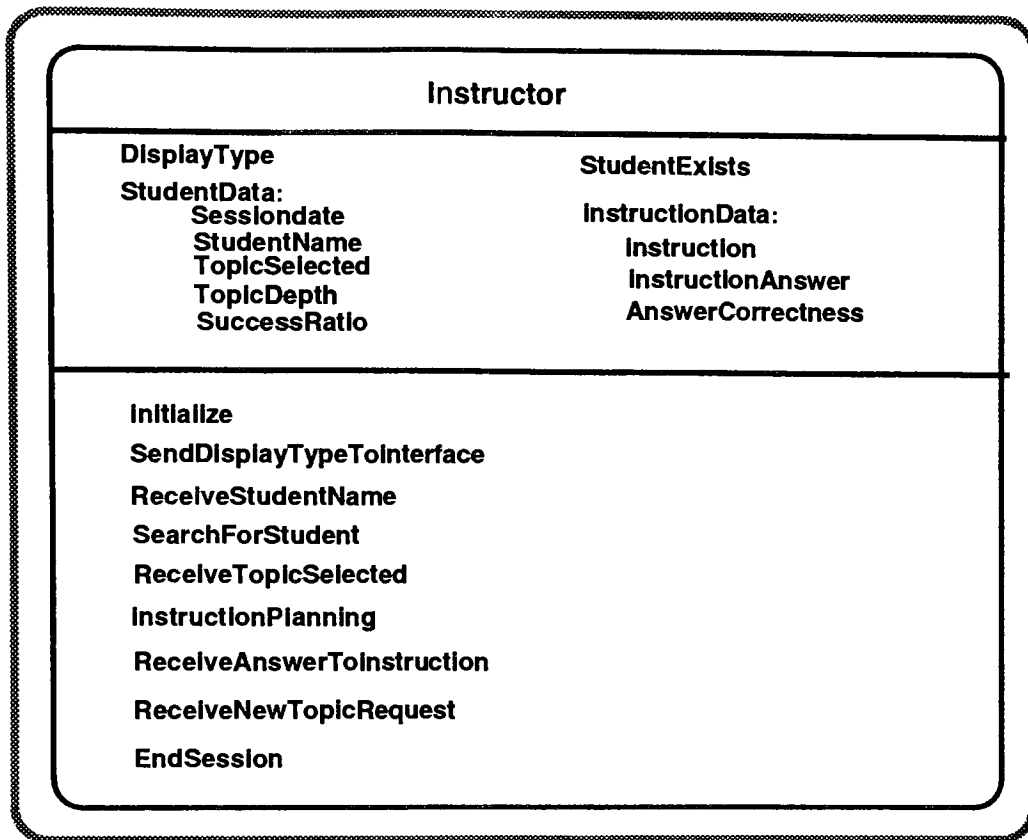 Instructor
DisplayType
StudentData:
Sessiondate
StudentName
TopicSelected
TopicDepth
SuccessRatio
StudentExists
InstructionData:
Instruction
InstructionAnswer
AnswerCorrectness
Initialize
SendDisplayTypeToInterface
ReceiveStudentName
SearchForStudent
ReceiveTopicSelected
InstructionPlanning
ReceiveAnswerToInstruction
ReceiveNewTopicRequest
EndSession